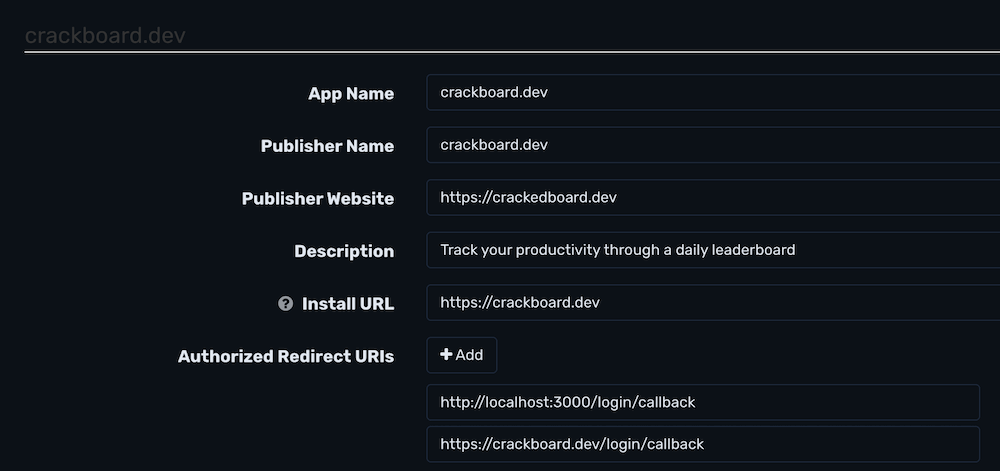 crackboard.dev
App Name crackboard.dev
Publisher Name crackboard.dev
Publisher Website https://crackedboard.dev
Description Track your productivity through a daily leaderboard
? Install URL https://crackboard.dev
Authorized Redirect URIs + Add
http://localhost:3000/login/callback
https://crackboard.dev/login/callback